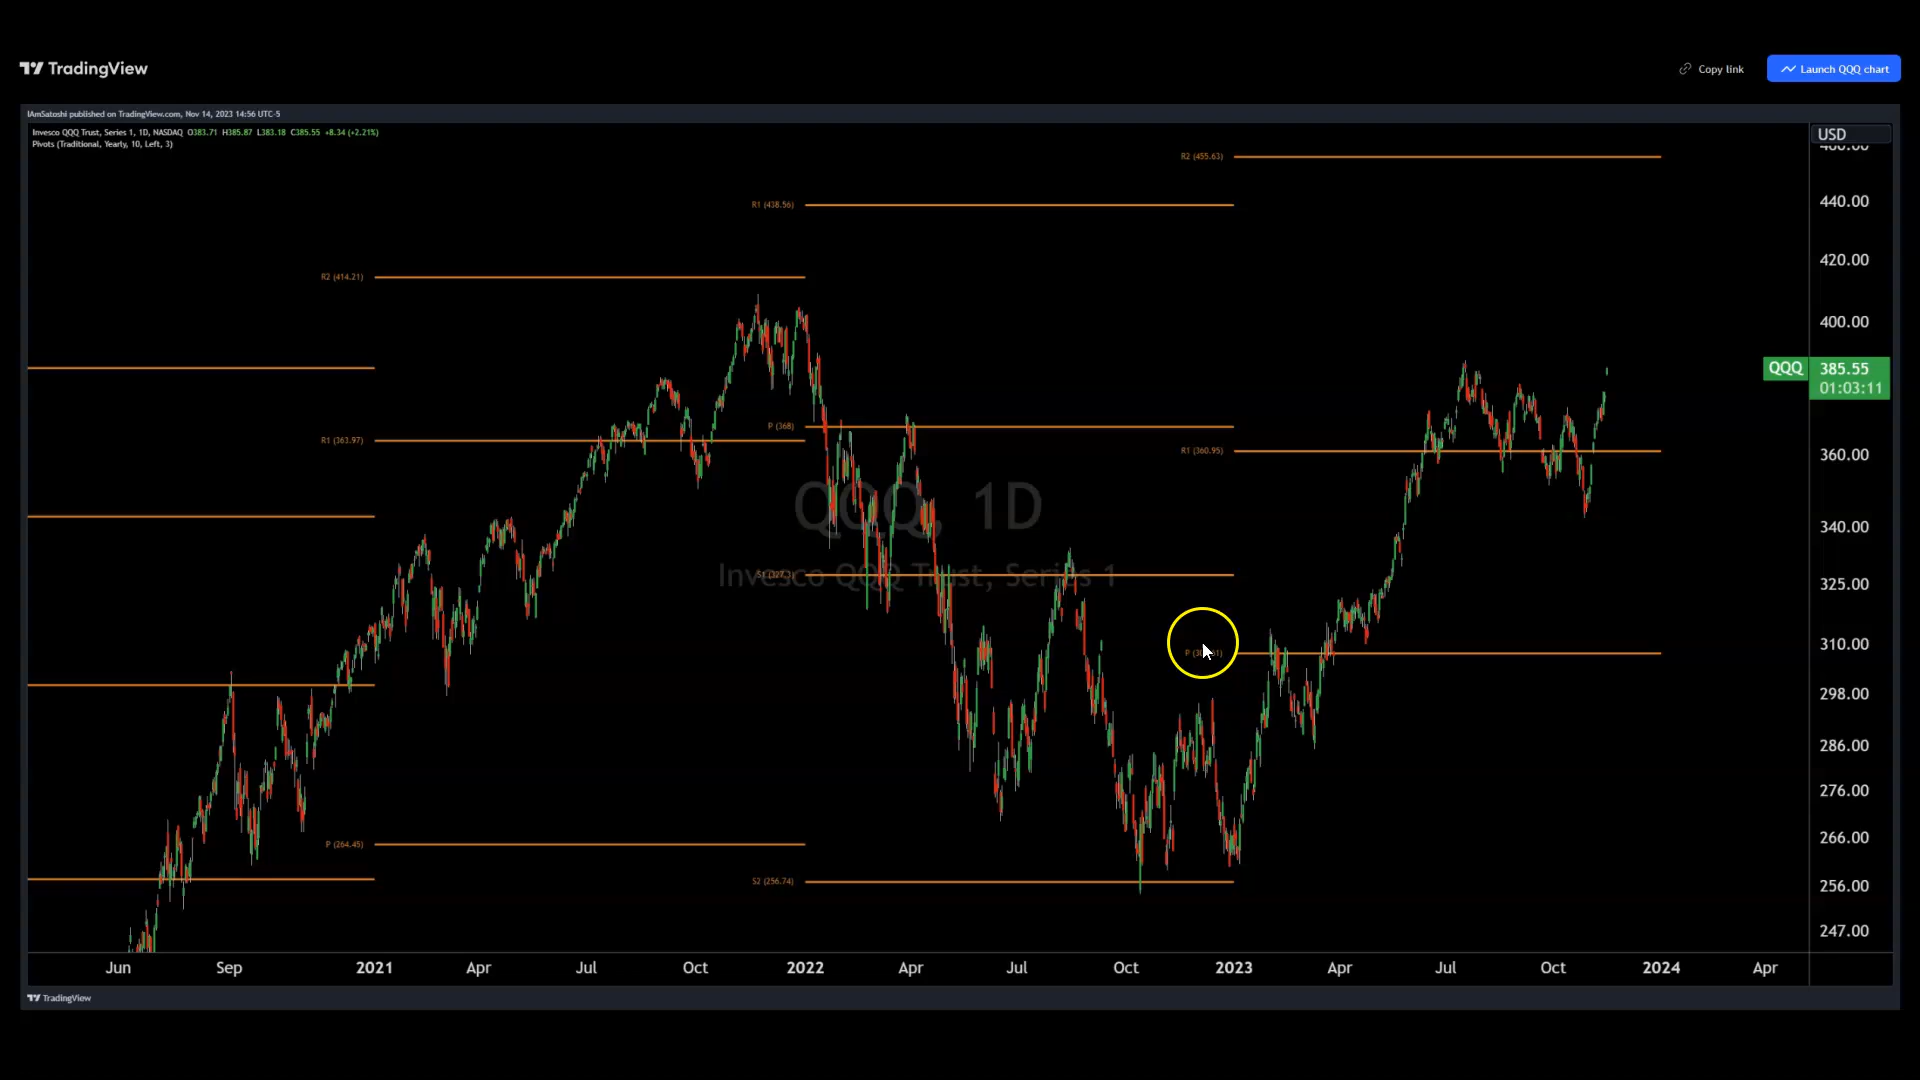 TradingView
Copy link
Launch QQQ chart
IAmSatoshi published on TradingView.com, Nov 14, 2023 14:56 UTC-5
Invesco QQQ Trust, Series 1, 1D, NASDAQ O383.71 H385.87 L383.18 C385.55 +8.34 (+2.21%)
Pivots (Traditional, Yearly, 10, Left, 3)
USD
460.00
R2 (455.63)
440.00
R1 (438.56)
420.00
R2 (414.21)
400.00
QQQ 385.55
01:03:11
P (368)
R1 (363.97)
R1 (360.95)
360.00
QQQ, 1D
340.00
Invesco QQQ Trust, Series 1
325.00
310.00
298.00
286.00
276.00
266.00
P (264.45)
256.00
S2 (256.74)
247.00
Jun Sep 2021 Apr Jul Oct 2022 Apr Jul Oct 2023 Apr Jul Oct 2024 Apr
TradingView